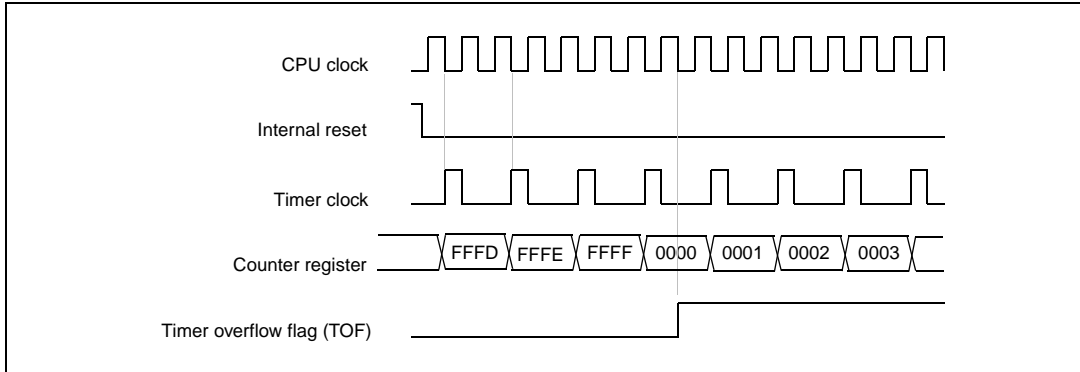 CPU clock
Internal reset
Timer clock
Counter register
FFFD FFFE FFFF 0000 0001 0002 0003
Timer overflow flag (TOF)